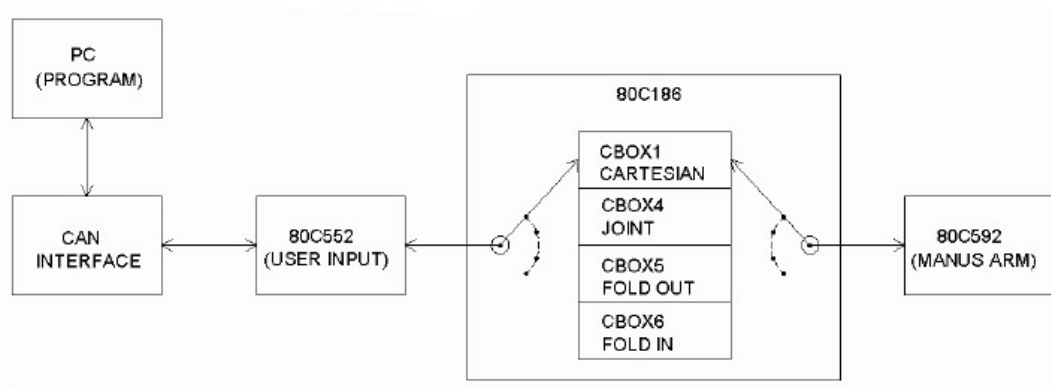 PC
(PROGRAM)
CAN
INTERFACE
80C552
(USER INPUT)
80C186
CBOX1
CARTESIAN
CBOX4
JOINT
CBOX5
FOLD OUT
CBOX6
FOLD IN
80C592
(MANUS ARM)